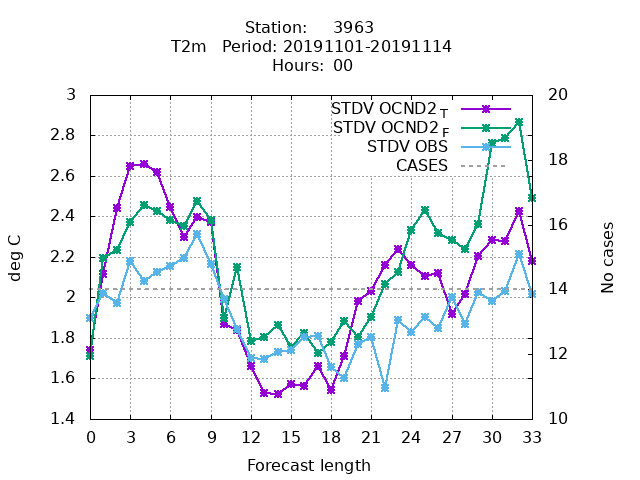 Station: 3963
T2m Period: 20191101-20191114
Hours: 00
3
2.8
2.6
2.4
2.2
2
1.8
1.6
1.4
deg C
20
18
16
14
12
10
No cases
STDV OCND2 T
STDV OCND2 F
STDV OBS
CASES
0 3 6 9 12 15 18 21 24 27 30 33
Forecast length